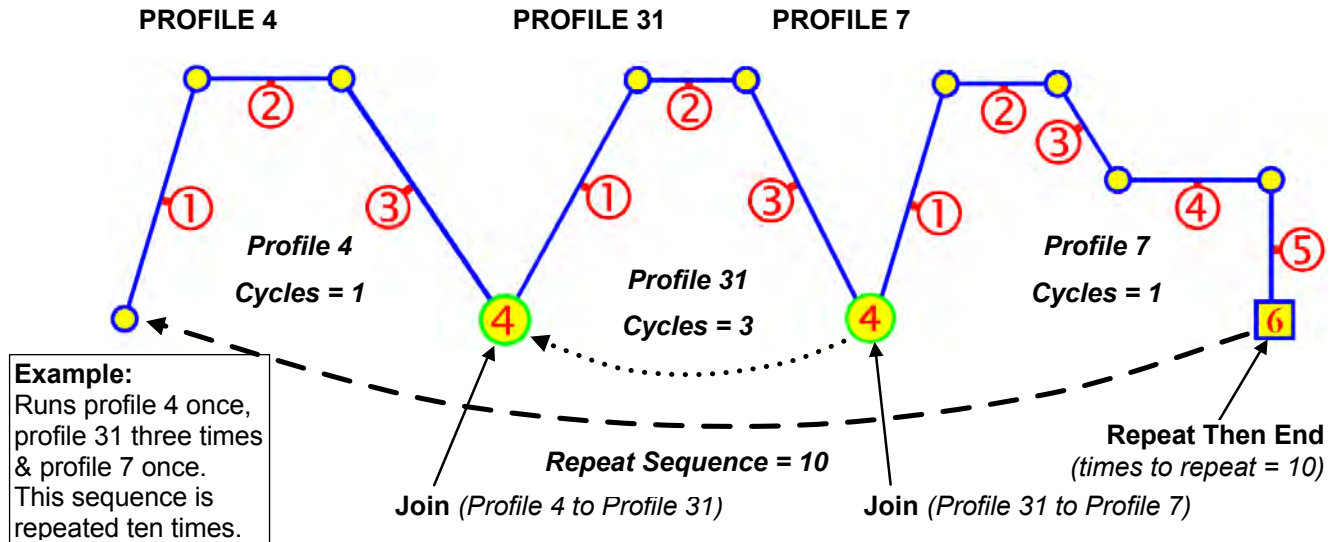 PROFILE 4 PROFILE 31 PROFILE 7
② ② ②
③
① ③ ① ③ ① ④
Profile 4 Profile 31 Profile 7 ⑤
Cycles = 1 Cycles = 3 Cycles = 1
4 4 6
Example:
Runs profile 4 once,
profile 31 three times
& profile 7 once.
This sequence is
repeated ten times.
Repeat Sequence = 10
Repeat Then End
(times to repeat = 10)
Join (Profile 4 to Profile 31)
Join (Profile 31 to Profile 7)